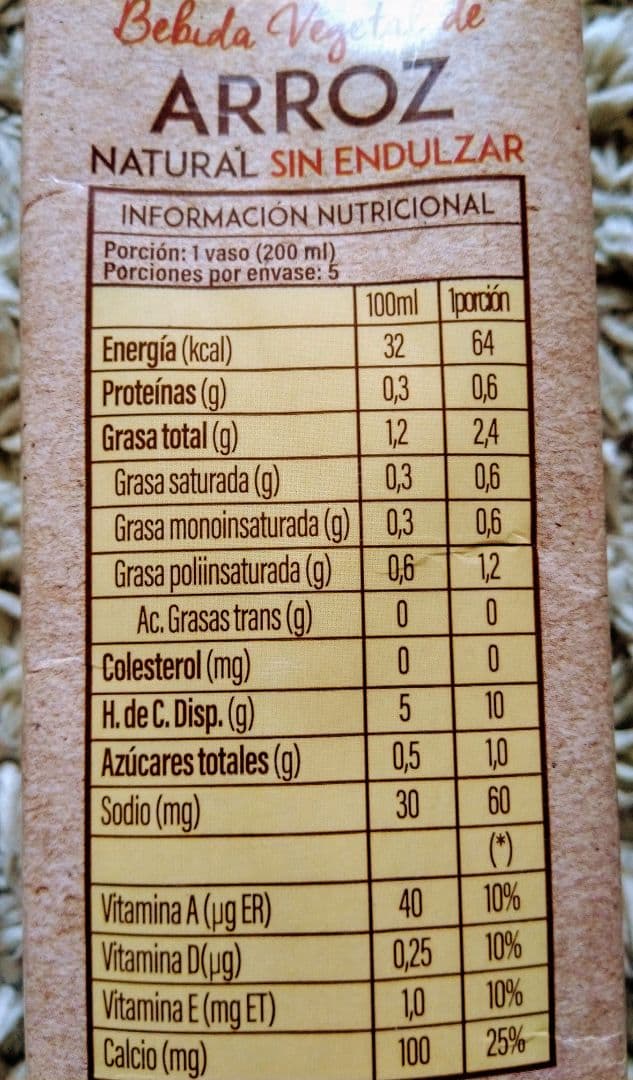 Bebida Vegetal de
ARROZ
NATURAL SIN ENDULZAR
INFORMACIÓN NUTRICIONAL
Porción: 1 vaso (200 ml)
Porciones por envase: 5
100ml 1porción
Energía (kcal) 32 64
Proteínas (g) 0,3 0,6
Grasa total (g) 1,2 2,4
Grasa saturada (g) 0,3 0,6
Grasa monoinsaturada (g) 0,3 0,6
Grasa poliinsaturada (g) 0,6 1,2
Ac. Grasas trans (g) 0 0
Colesterol (mg) 0 0
H. de C. Disp. (g) 5 10
Azúcares totales (g) 0,5 1,0
Sodio (mg) 30 60
(*)
Vitamina A (µg ER) 40 10%
Vitamina D(µg) 0,25 10%
Vitamina E (mg ET) 1,0 10%
Calcio (mg) 100 25%